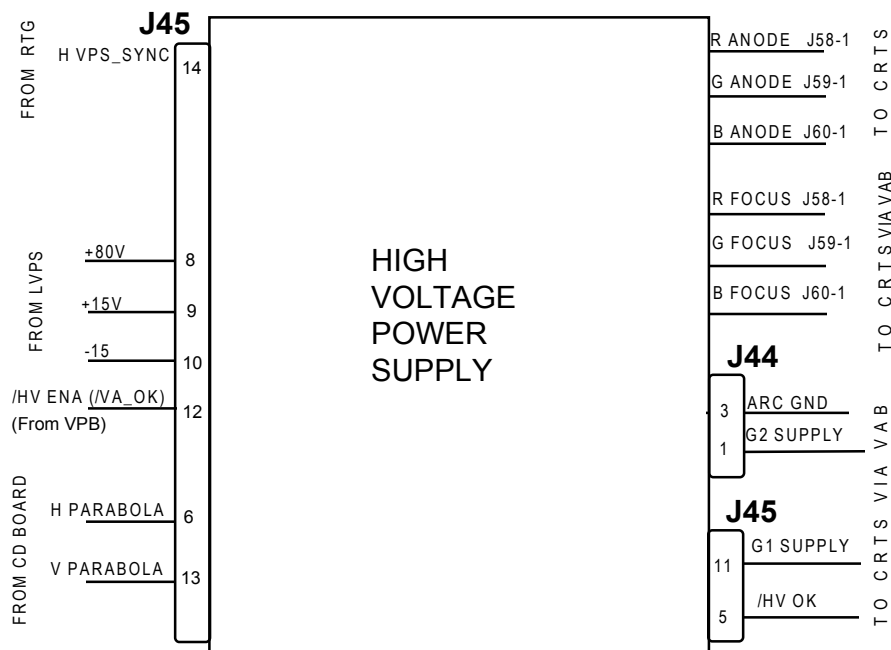 J45
FROM RTG
H VPS_SYNC
14
+80V
8
FROM LVPS
+15V
9
-15
10
/HV ENA (/VA_OK)
12
(From VPB)
FROM CD BOARD
H PARABOLA
6
V PARABOLA
13
HIGH
VOLTAGE
POWER
SUPPLY
R ANODE J58-1
G ANODE J59-1
B ANODE J60-1
TO CRTS
R FOCUS J58-1
G FOCUS J59-1
B FOCUS J60-1
TO CRTS VIA VAB
J44
3
ARC GND
1
G2 SUPPLY
J45
11
G1 SUPPLY
5
/HV OK
TO CRTS VIA VAB